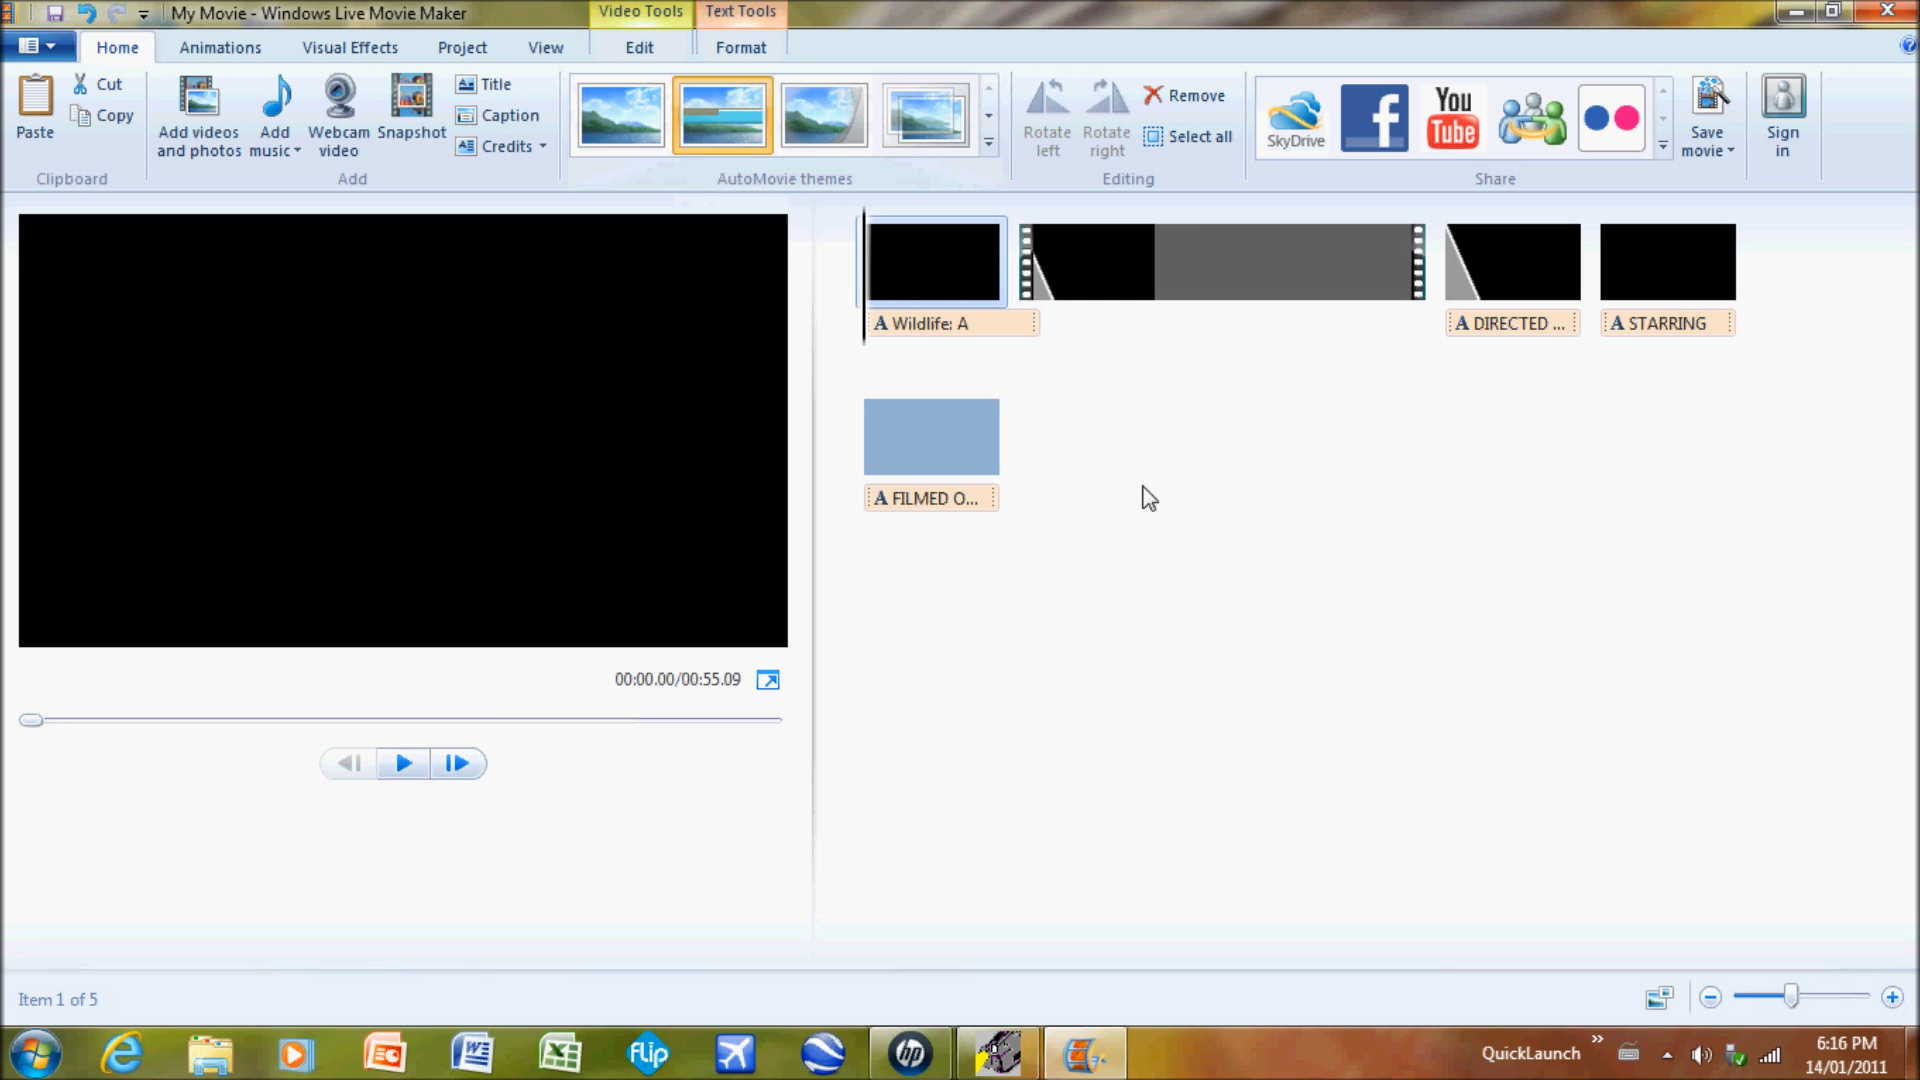 My Movie - Windows Live Movie Maker
Video Tools
Text Tools
Home
Animations
Visual Effects
Project
View
Edit
Format
Paste
Cut
Copy
Clipboard
Add videos
and photos
Add
music
Webcam
video
Snapshot
Title
Caption
Credits
Add
AutoMovie themes
Rotate
left
Rotate
right
Remove
Select all
Editing
SkyDrive
You
Tube
Share
Save
movie
Sign
in
A Wildlife: A
A DIRECTED ...
A STARRING
A FILMED O...
00:00.00/00:55.09
Item 1 of 5
FLIP
hp
QuickLaunch
6:16 PM
14/01/2011